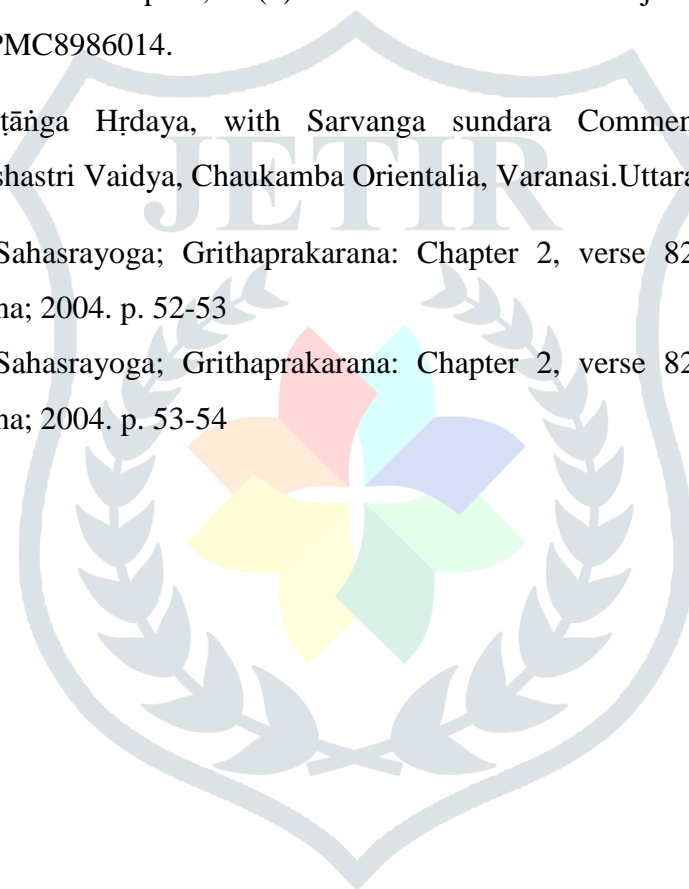 PMC8986014.
ṭāṅga Hṛdaya, with Sarvanga sundara Commen
shastri Vaidya, Chaukamba Orientalia, Varanasi.Uttara
Sahasrayoga; Grithaprakarana: Chapter 2, verse 82
na; 2004. p. 52-53
Sahasrayoga; Grithaprakarana: Chapter 2, verse 82
na; 2004. p. 53-54
JETIR